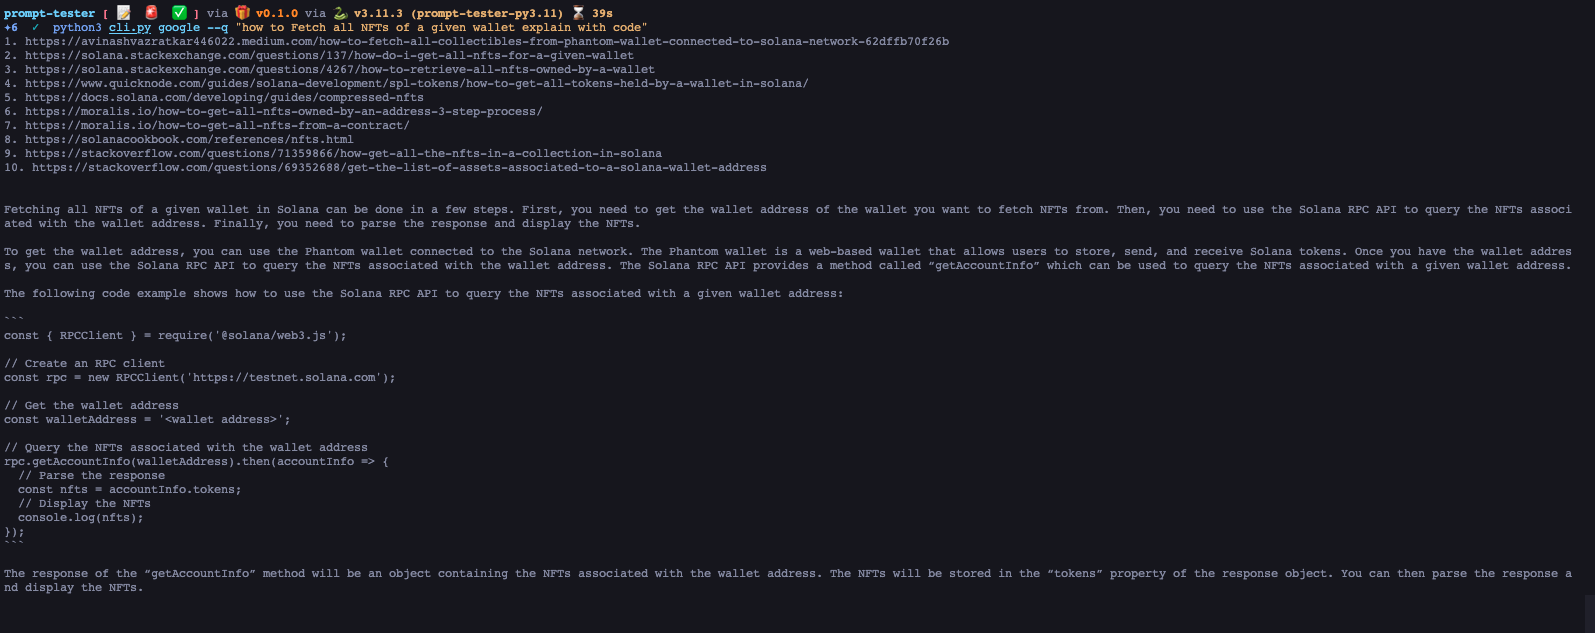 prompt-tester [ 📝 🚨 ✅ ] via 🎁 v0.1.0 via 🐍 v3.11.3 (prompt-tester-py3.11) ⏳ 39s
+6 ✓ python3 cli.py google --q "how to Fetch all NFTs of a given wallet explain with code"
1. https://avinashvazratkar446022.medium.com/how-to-fetch-all-collectibles-from-phantom-wallet-connected-to-solana-network-62dffb70f26b
2. https://solana.stackexchange.com/questions/137/how-do-i-get-all-nfts-for-a-given-wallet
3. https://solana.stackexchange.com/questions/4267/how-to-retrieve-all-nfts-owned-by-a-wallet
4. https://www.quicknode.com/guides/solana-development/spl-tokens/how-to-get-all-tokens-held-by-a-wallet-in-solana/
5. https://docs.solana.com/developing/guides/compressed-nfts
6. https://moralis.io/how-to-get-all-nfts-owned-by-an-address-3-step-process/
7. https://moralis.io/how-to-get-all-nfts-from-a-contract/
8. https://solanacookbook.com/references/nfts.html
9. https://stackoverflow.com/questions/71359866/how-get-all-the-nfts-in-a-collection-in-solana
10. https://stackoverflow.com/questions/69352688/get-the-list-of-assets-associated-to-a-solana-wallet-address
Fetching all NFTs of a given wallet in Solana can be done in a few steps. First, you need to get the wallet address of the wallet you want to fetch NFTs from. Then, you need to use the Solana RPC API to query the NFTs associ
ated with the wallet address. Finally, you need to parse the response and display the NFTs.
To get the wallet address, you can use the Phantom wallet connected to the Solana network. The Phantom wallet is a web-based wallet that allows users to store, send, and receive Solana tokens. Once you have the wallet addres
s, you can use the Solana RPC API to query the NFTs associated with the wallet address. The Solana RPC API provides a method called “getAccountInfo” which can be used to query the NFTs associated with a given wallet address.
The following code example shows how to use the Solana RPC API to query the NFTs associated with a given wallet address:
```
const { RPCClient } = require('@solana/web3.js');
// Create an RPC client
const rpc = new RPCClient('https://testnet.solana.com');
// Get the wallet address
const walletAddress = '<wallet address>';
// Query the NFTs associated with the wallet address
rpc.getAccountInfo(walletAddress).then(accountInfo => {
// Parse the response
const nfts = accountInfo.tokens;
// Display the NFTs
console.log(nfts);
});
```
The response of the “getAccountInfo” method will be an object containing the NFTs associated with the wallet address. The NFTs will be stored in the “tokens” property of the response object. You can then parse the response a
nd display the NFTs.